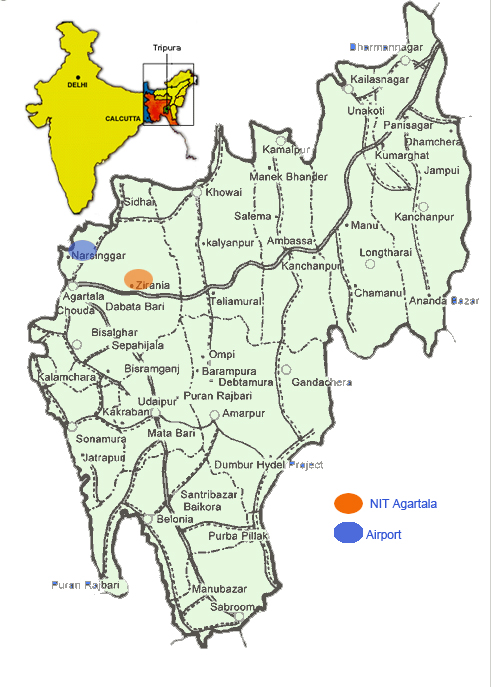 Tripura
DELHI
CALCUTTA
Dharmannagar
Kailasnagar
Unakoti
Panisagar
Dhamchera
Kamalpur
Kumarghat
Jampui
Manek Bhander
Khowai
Sidhai
Salema
Kanchanpur
Manu
kalyanpur
Ambassa
Narsinggar
Longtharai
Kanchanpur
Zirania
Agartala
Teliamural
Chamanu
Ananda Bazar
Chouda
Dabata Bari
Bisalghar
Sepahijala
Ompi
Kalamchara
Bisramganj
Barampura
Debtamura
Gandachera
Puran Rajbari
Udaipur
Kakraban
Amarpur
Sonamura
Mata Bari
Jatrapur
Dumbur Hydel Project
Santribazar
Baikora
NIT Agartala
Belonia
Purba Pillak
Airport
Puran Rajbari
Manubazar
Sabroom